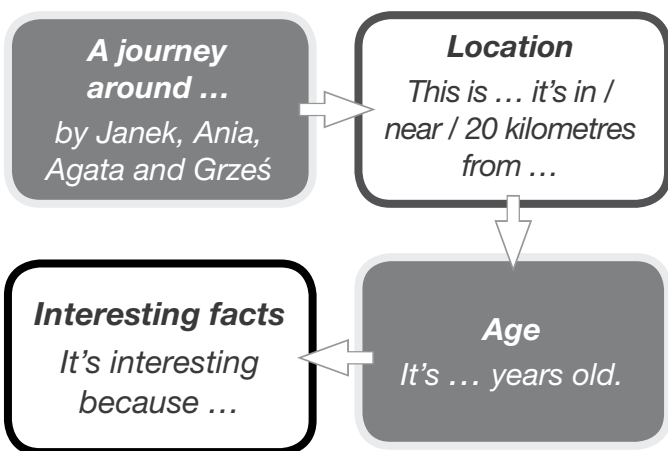 A journey
around …
by Janek, Ania,
Agata and Grześ
Location
This is … it's in /
near / 20 kilometres
from …
Age
It's … years old.
Interesting facts
It's interesting
because …